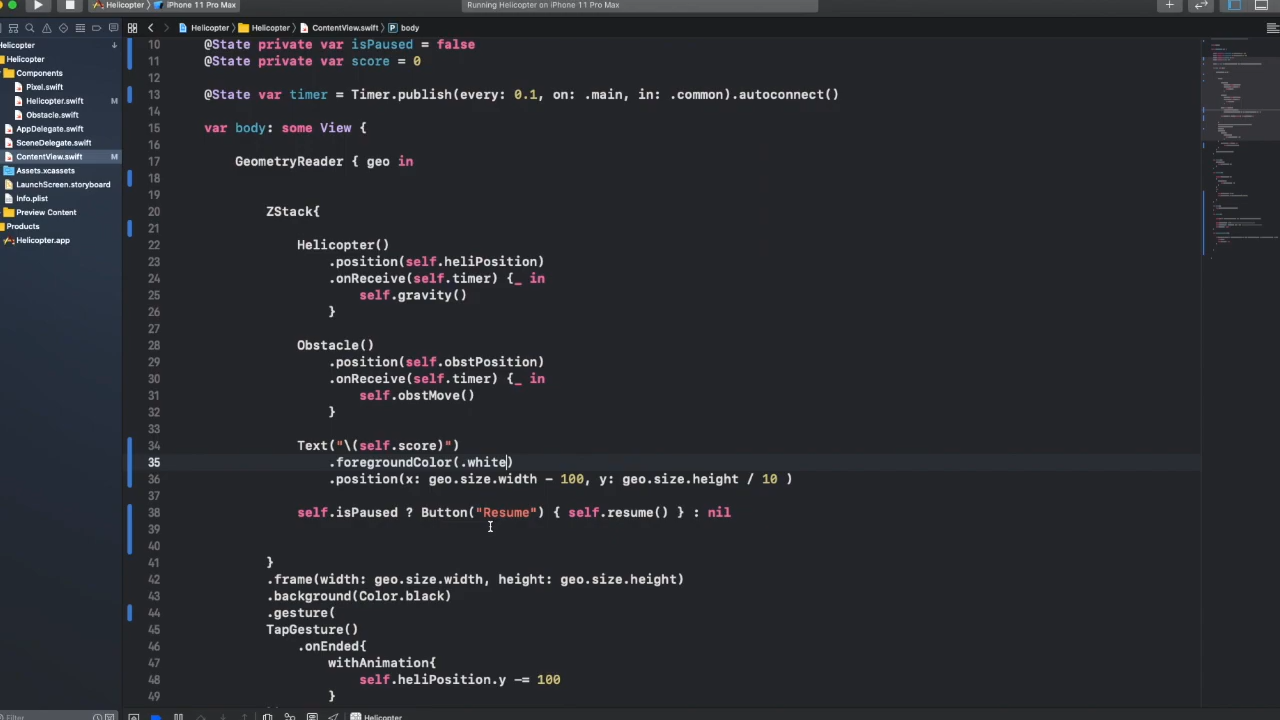 Helicopter
iPhone 11 Pro Max
Running Helicopter on iPhone 11 Pro Max
Helicopter
Helicopter
ContentView.swift
body
Helicopter
Helicopter
Components
Pixel.swift
Helicopter.swift M
Obstacle.swift
AppDelegate.swift
SceneDelegate.swift
ContentView.swift M
Assets.xcassets
LaunchScreen.storyboard
Info.plist
Preview Content
Products
Helicopter.app
10 @State private var isPaused = false
11 @State private var score = 0
12
13 @State var timer = Timer.publish(every: 0.1, on: .main, in: .common).autoconnect()
14
15 var body: some View {
16
17 GeometryReader { geo in
18
19
20 ZStack{
21
22 Helicopter()
23 .position(self.heliPosition)
24 .onReceive(self.timer) {_ in
25 self.gravity()
26 }
27
28 Obstacle()
29 .position(self.obstPosition)
30 .onReceive(self.timer) {_ in
31 self.obstMove()
32 }
33
34 Text("\(self.score)")
35 .foregroundColor(.white)
36 .position(x: geo.size.width - 100, y: geo.size.height / 10 )
37
38 self.isPaused ? Button("Resume") { self.resume() } : nil
39
40
41 }
42 .frame(width: geo.size.width, height: geo.size.height)
43 .background(Color.black)
44 .gesture(
45 TapGesture()
46 .onEnded{
47 withAnimation{
48 self.heliPosition.y -= 100
49 }
Filter
Helicopter